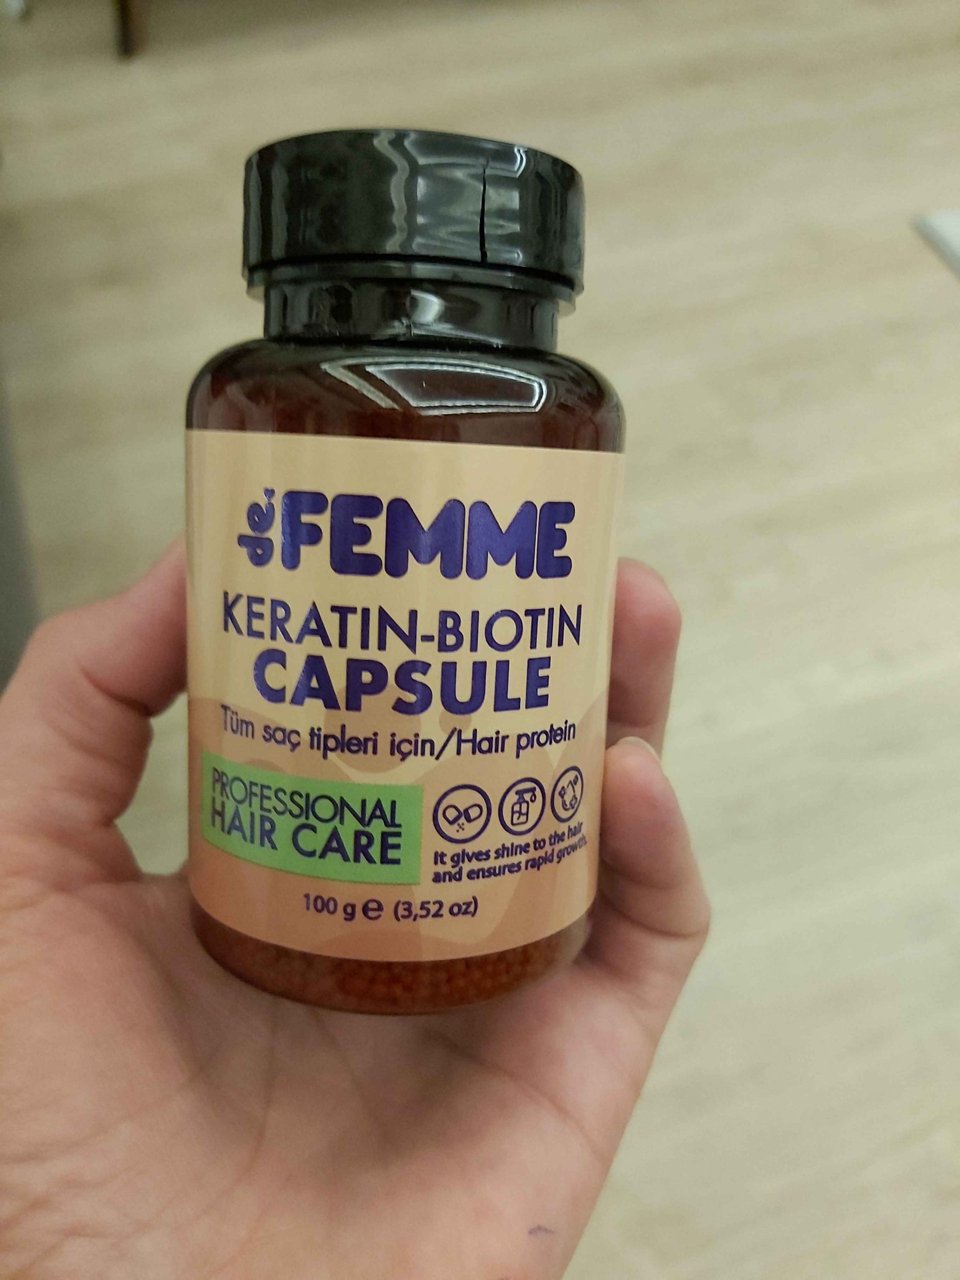 de FEMME
KERATIN-BIOTIN
CAPSULE
Tüm saç tipleri için/Hair protein
PROFESSIONAL
HAIR CARE
It gives shine to the hair
and ensures rapid growth.
100 g ℮ (3,52 oz)